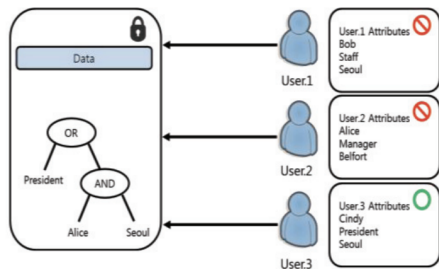 Data
OR
President
AND
Alice
Seoul
User.1
User.1 Attributes
Bob
Staff
Seoul
User.2
User.2 Attributes
Alice
Manager
Belfort
User.3
User.3 Attributes
Cindy
President
Seoul